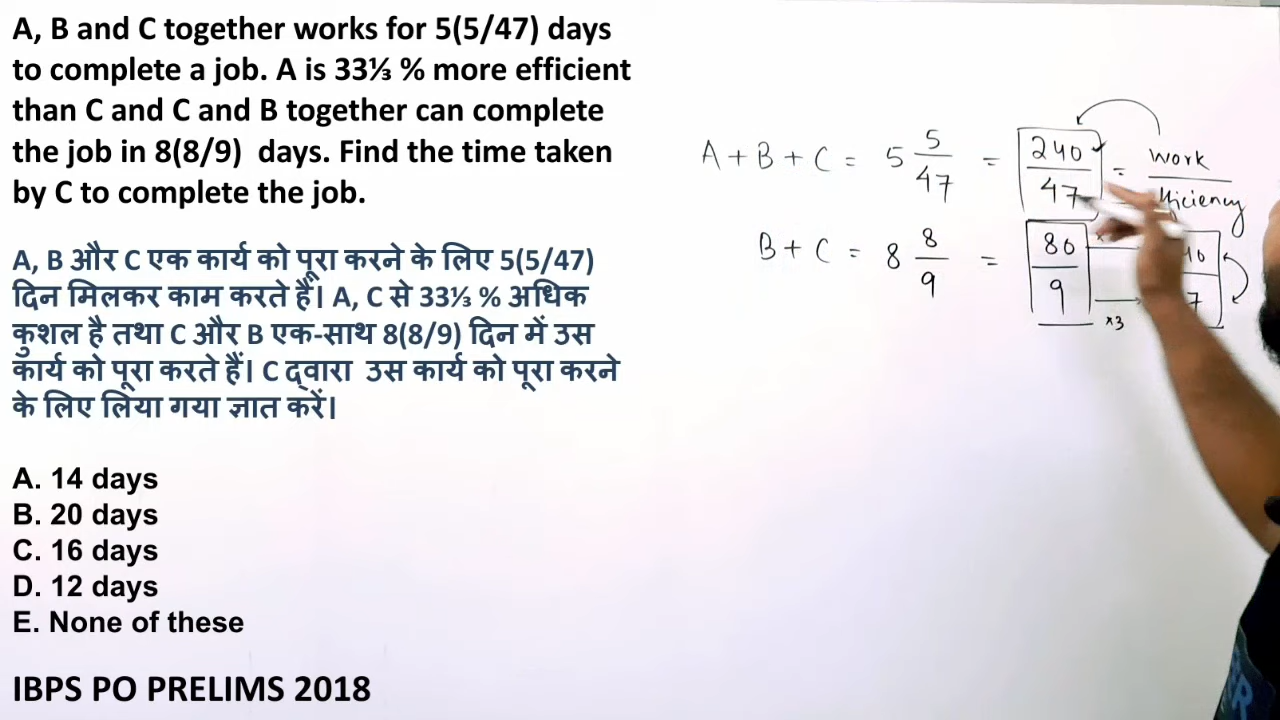 A, B and C together works for 5(5/47) days
to complete a job. A is 33⅓ % more efficient
than C and C and B together can complete
the job in 8(8/9) days. Find the time taken
by C to complete the job.
A, B और C एक कार्य को पूरा करने के लिए 5(5/47)
दिन मिलकर काम करते हैं। A, C से 33⅓ % अधिक
कुशल है तथा C और B एक-साथ 8(8/9) दिन में उस
कार्य को पूरा करते हैं। C द्वारा उस कार्य को पूरा करने
के लिए लिया गया ज्ञात करें।
A. 14 days
B. 20 days
C. 16 days
D. 12 days
E. None of these
IBPS PO PRELIMS 2018
A + B + C = 5 5/47 = 240/47 = work
B + C = 8 8/9 = 80/9
×3